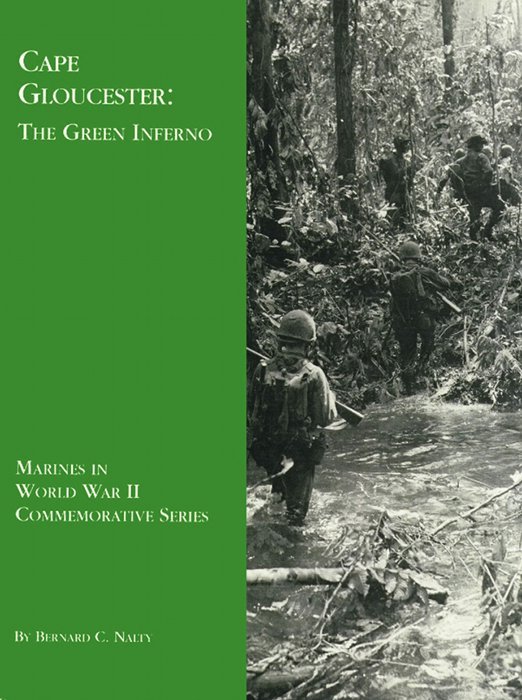 CAPE
GLOUCESTER:
THE GREEN INFERNO
MARINES IN
WORLD WAR II
COMMEMORATIVE SERIES
BY BERNARD C. NALTY